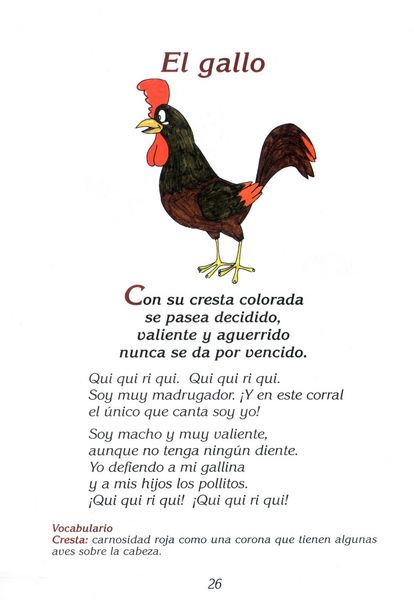 El gallo
Con su cresta colorada
se pasea decidido,
valiente y aguerrido
nunca se da por vencido.
Qui qui ri qui. Qui qui ri qui.
Soy muy madrugador. ¡Y en este corral
el único que canta soy yo!
Soy macho y muy valiente,
aunque no tenga ningún diente.
Yo defiendo a mi gallina
y a mis hijos los pollitos.
¡Qui qui ri qui! ¡Qui qui ri qui!
Vocabulario
Cresta: carnosidad roja como una corona que tienen algunas
aves sobre la cabeza.
26